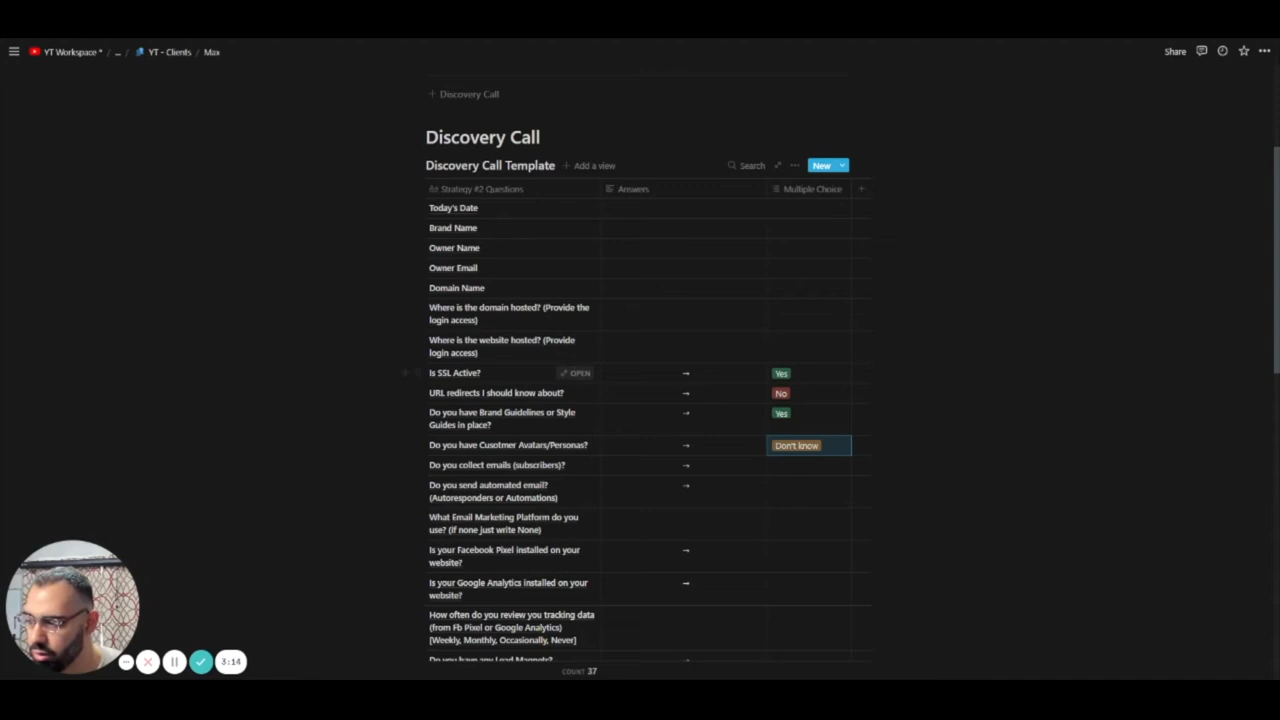 YT Workspace * / ... / YT - Clients / Max
Share
+ Discovery Call
Discovery Call
Discovery Call Template + Add a view Search ... New
Strategy #2 Questions Answers Multiple Choice +
Today's Date
Brand Name
Owner Name
Owner Email
Domain Name
Where is the domain hosted? (Provide the
login access)
Where is the website hosted? (Provide
login access)
Is SSL Active? OPEN → Yes
URL redirects I should know about? → No
Do you have Brand Guidelines or Style → Yes
Guides in place?
Do you have Cusotmer Avatars/Personas? → Don't know
Do you collect emails (subscribers)? →
Do you send automated email? →
(Autoresponders or Automations)
What Email Marketing Platform do you
use? (if none just write None)
Is your Facebook Pixel installed on your →
website?
Is your Google Analytics installed on your →
website?
How often do you review you tracking data
(from Fb Pixel or Google Analytics)
[Weekly, Monthly, Occasionally, Never]
Do you have any Lead Magnets? →
COUNT 37
3:14